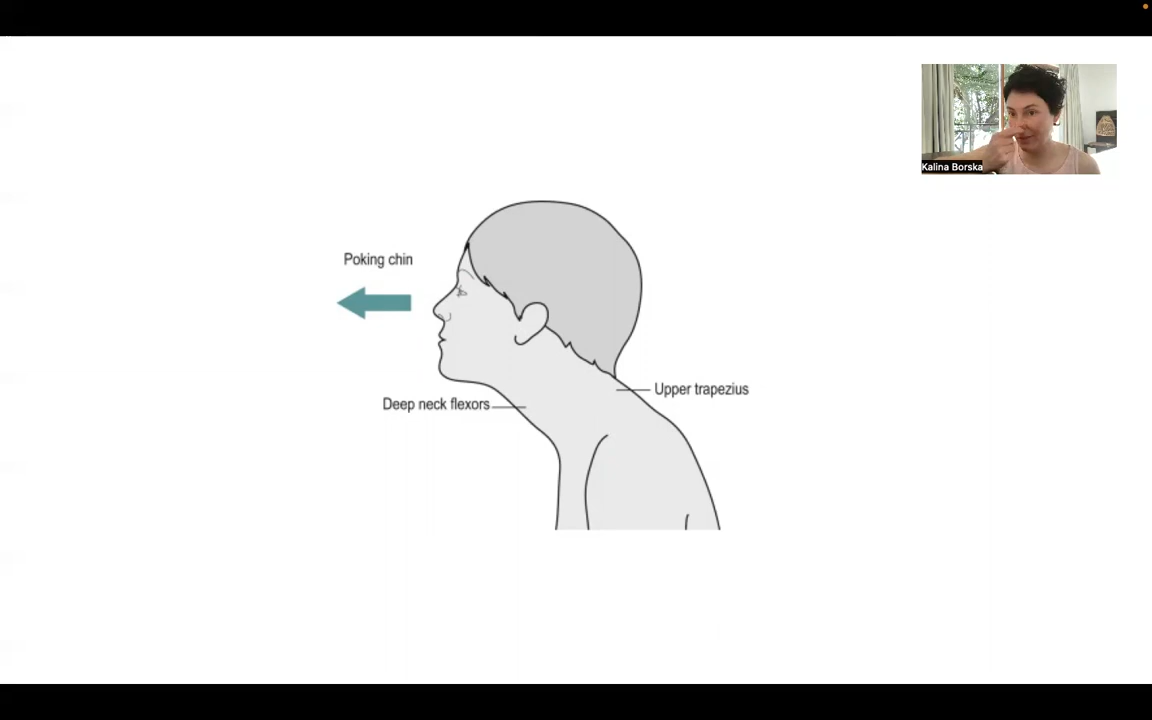 Kalina Borska
Poking chin
Upper trapezius
Deep neck flexors